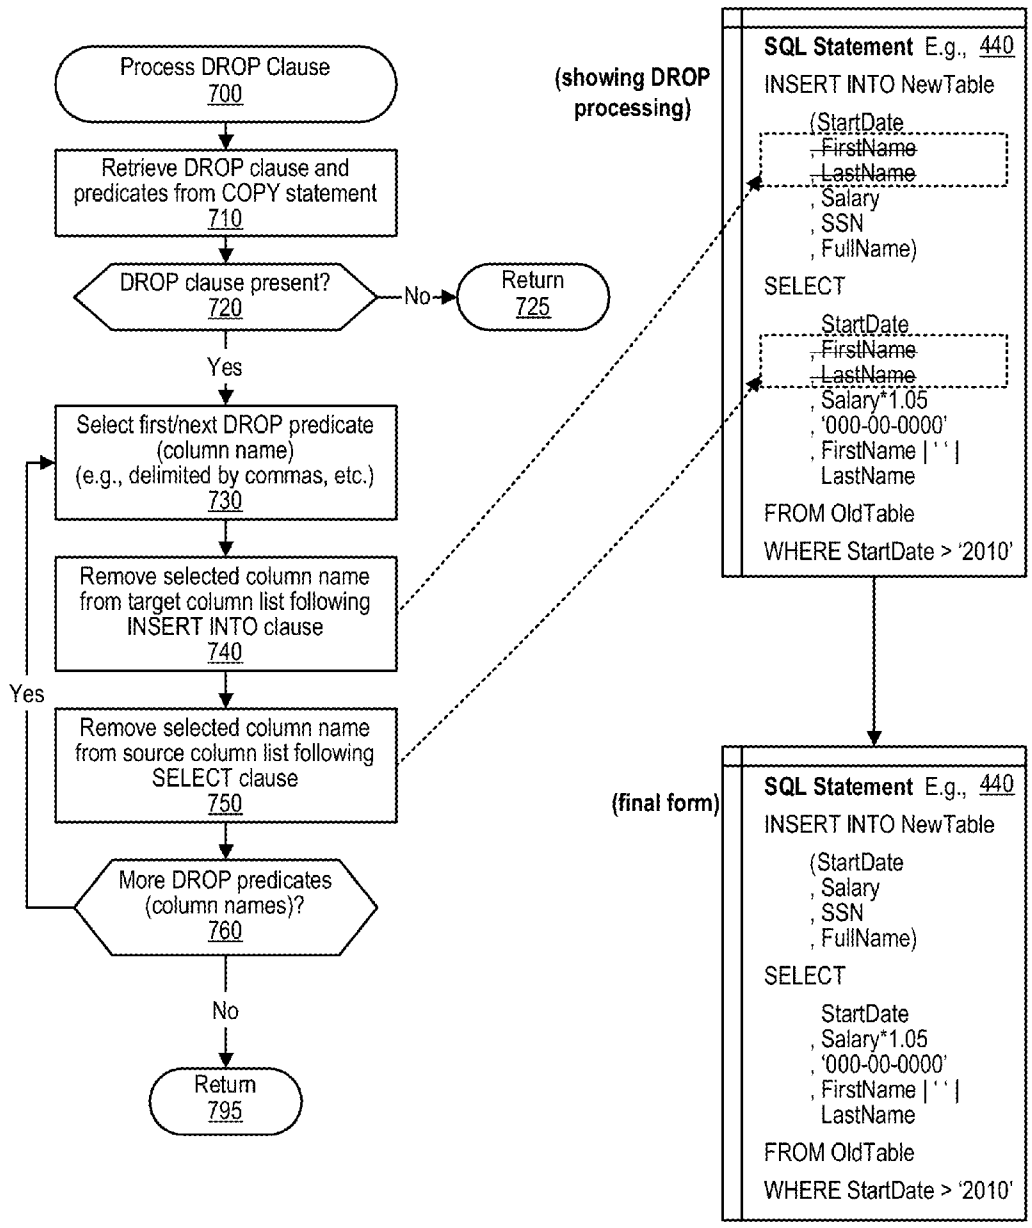 Process DROP Clause
700
Retrieve DROP clause and
predicates from COPY statement
710
DROP clause present?
720
No
Return
725
Yes
Select first/next DROP predicate
(column name)
(e.g., delimited by commas, etc.)
730
Remove selected column name
from target column list following
INSERT INTO clause
740
Remove selected column name
from source column list following
SELECT clause
750
Yes
More DROP predicates
(column names)?
760
No
Return
795
(showing DROP
processing)
SQL Statement E.g., 440
INSERT INTO NewTable
(StartDate
, FirstName
, LastName
, Salary
, SSN
, FullName)
SELECT
StartDate
, FirstName
, LastName
, Salary*1.05
, '000-00-0000'
, FirstName | ' ' |
LastName
FROM OldTable
WHERE StartDate > '2010'
(final form)
SQL Statement E.g., 440
INSERT INTO NewTable
(StartDate
, Salary
, SSN
, FullName)
SELECT
StartDate
, Salary*1.05
, '000-00-0000'
, FirstName | ' ' |
LastName
FROM OldTable
WHERE StartDate > '2010'